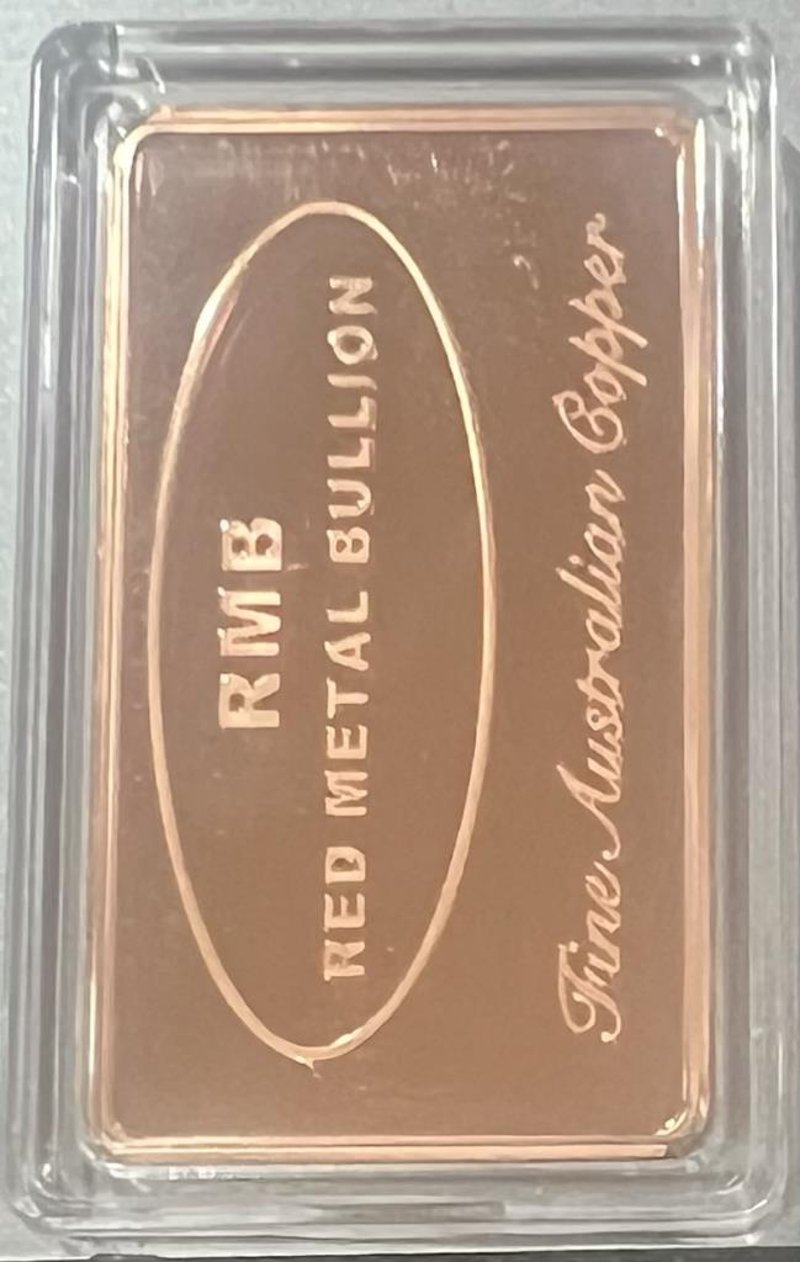 RMB
RED METAL BULLION
Fine Australian Copper